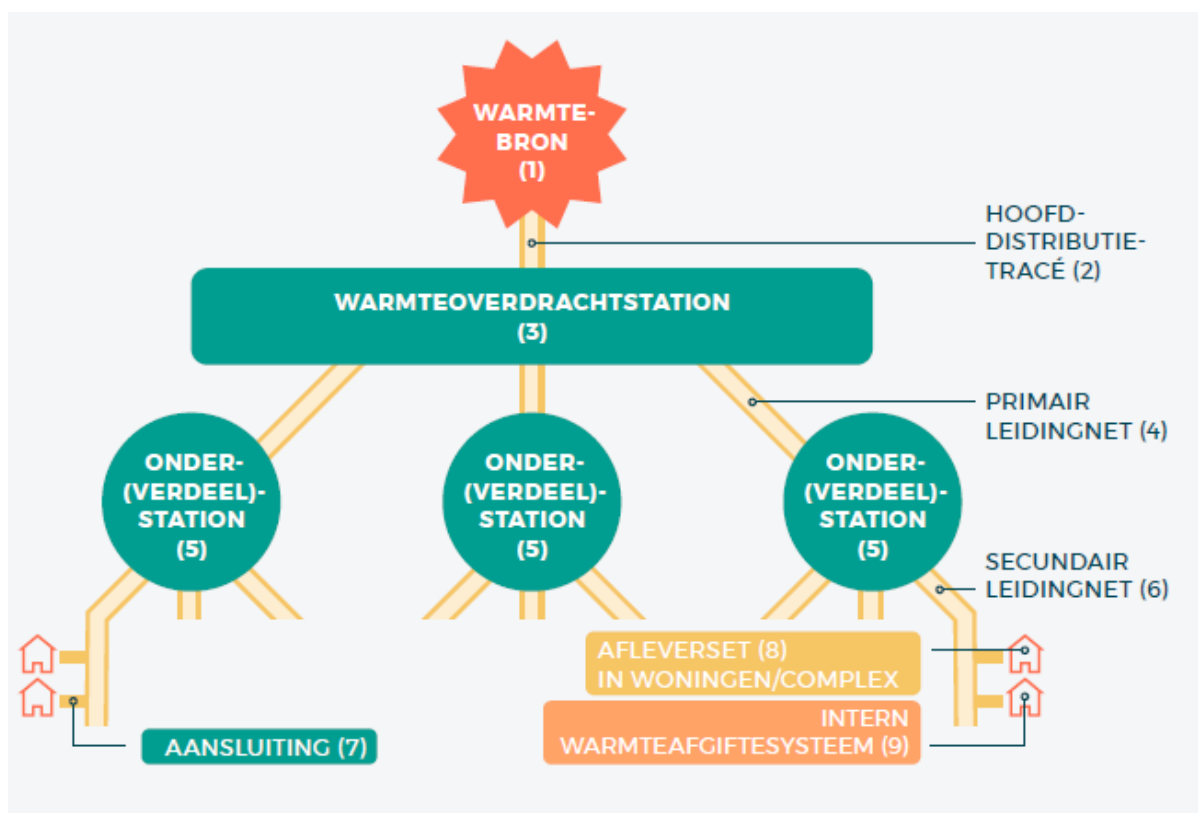 WARMTE-
BRON
(1)
HOOFD-
DISTRIBUTIE-
TRACÉ (2)
WARMTEOVERDRACHTSTATION
(3)
PRIMAIR
LEIDINGNET (4)
ONDER-
(VERDEEL)-
STATION
(5)
ONDER-
(VERDEEL)-
STATION
(5)
ONDER-
(VERDEEL)-
STATION
(5)
SECUNDAIR
LEIDINGNET (6)
AFLEVERSET (8)
IN WONINGEN/COMPLEX
INTERN
WARMTEAFGIFTESYSTEEM (9)
AANSLUITING (7)